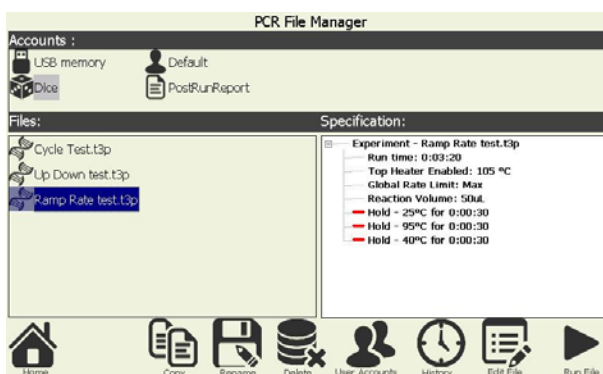 PCR File Manager
Accounts :
USB memory
Default
Dice
PostRunReport
Files:
Specification:
Cycle Test.t3p
Up Down test.t3p
Ramp Rate test.t3p
Experiment - Ramp Rate test.t3p
Run time: 0:03:20
Top Heater Enabled: 105 ºC
Global Rate Limit: Max
Reaction Volume: 50uL
Hold - 25ºC for 0:00:30
Hold - 95ºC for 0:00:30
Hold - 40ºC for 0:00:30
Home
Copy
Rename
Delete
User Accounts
History
Edit File
Run File